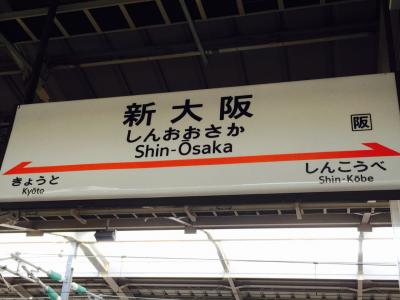 新大阪
しんおおさか
Shin-Ōsaka
阪
きょうと
Kyōto
しんこうべ
Shin-Kōbe